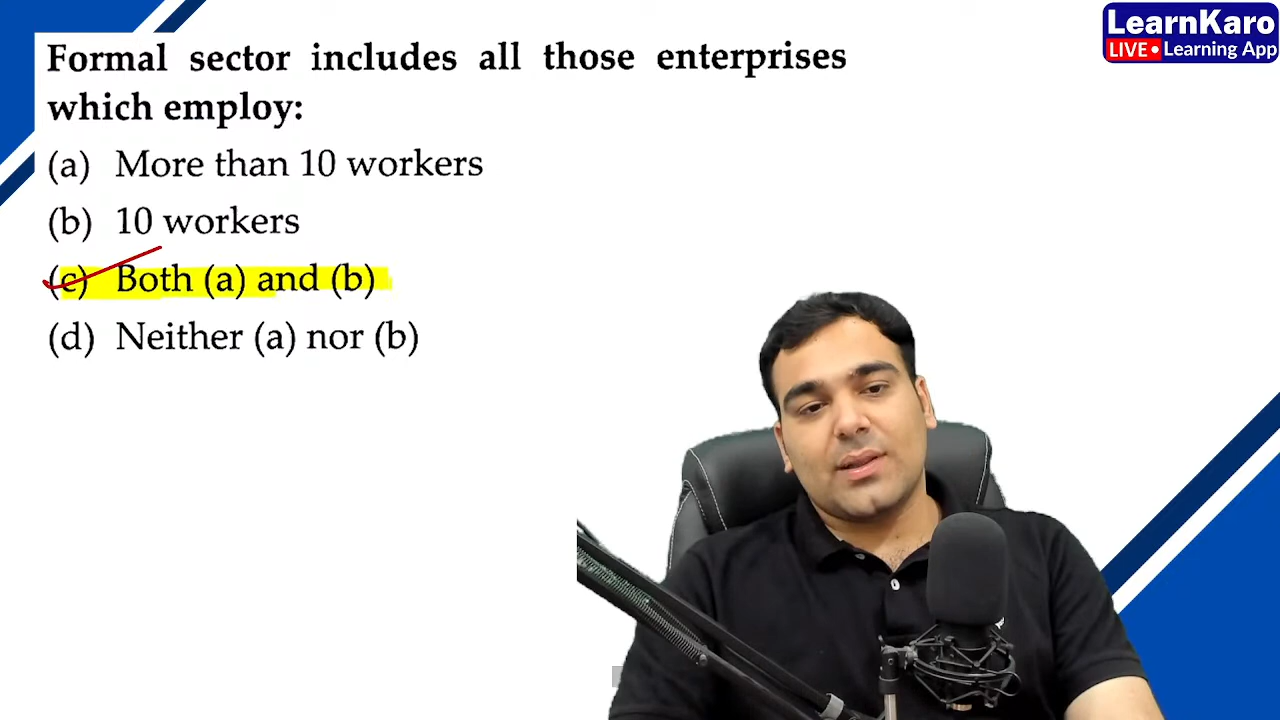 LearnKaro
LIVE • Learning App
Formal sector includes all those enterprises
which employ:
(a) More than 10 workers
(b) 10 workers
(c) Both (a) and (b)
(d) Neither (a) nor (b)